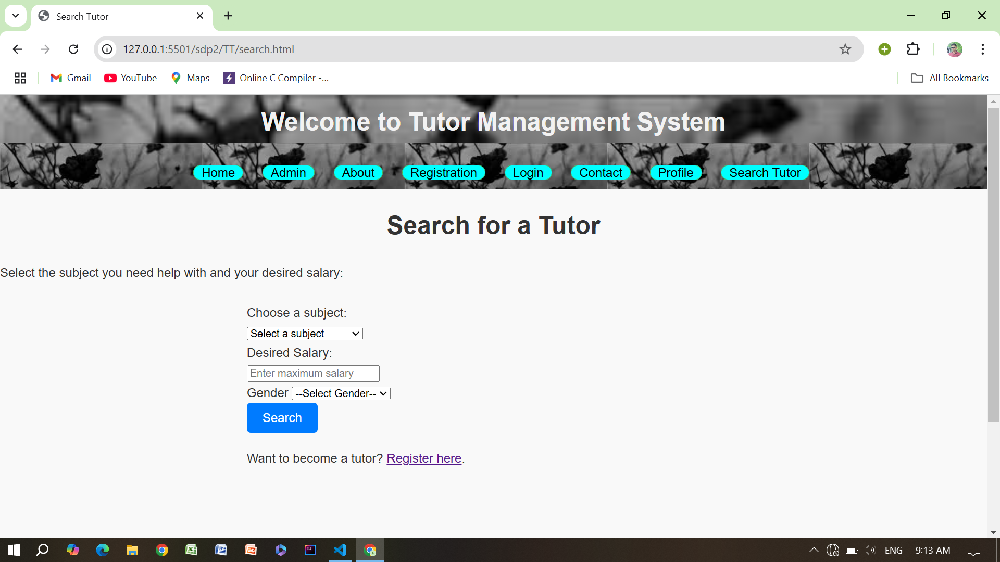 Search Tutor
127.0.0.1:5501/sdp2/TT/search.html
Gmail YouTube Maps Online C Compiler -... All Bookmarks
Welcome to Tutor Management System
Home Admin About Registration Login Contact Profile Search Tutor
Search for a Tutor
Select the subject you need help with and your desired salary:
Choose a subject:
Select a subject
Desired Salary:
Enter maximum salary
Gender --Select Gender--
Search
Want to become a tutor? Register here.
ENG 9:13 AM